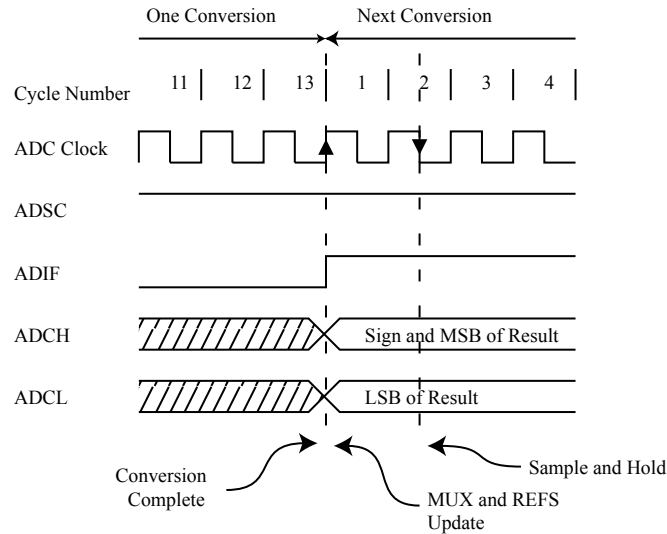 One Conversion Next Conversion
Cycle Number 11 12 13 1 2 3 4
ADC Clock
ADSC
ADIF
ADCH Sign and MSB of Result
ADCL LSB of Result
Conversion
Complete
MUX and REFS
Update
Sample and Hold